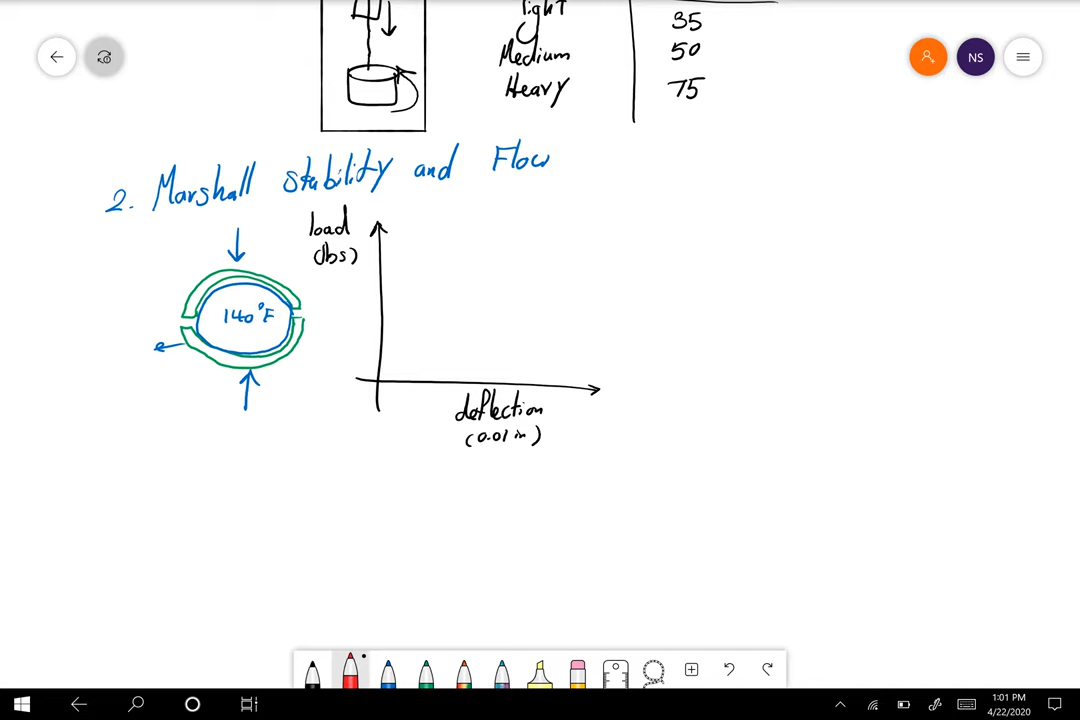 light
35
Medium
50
Heavy
75
NS
2. Marshall stability and Flow
load
(lbs)
140°F
deflection
(0.01 in)
1:01 PM
4/22/2020